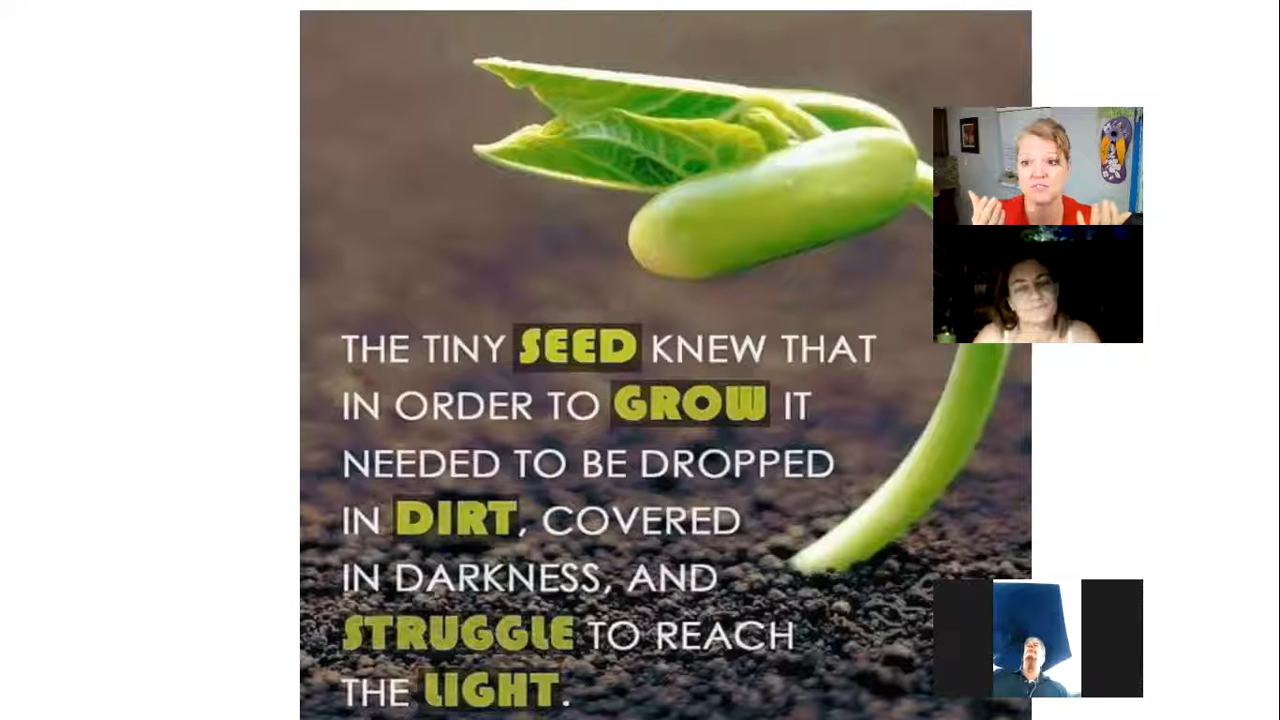 THE TINY SEED KNEW THAT
IN ORDER TO GROW IT
NEEDED TO BE DROPPED
IN DIRT, COVERED
IN DARKNESS, AND
STRUGGLE TO REACH
THE LIGHT.